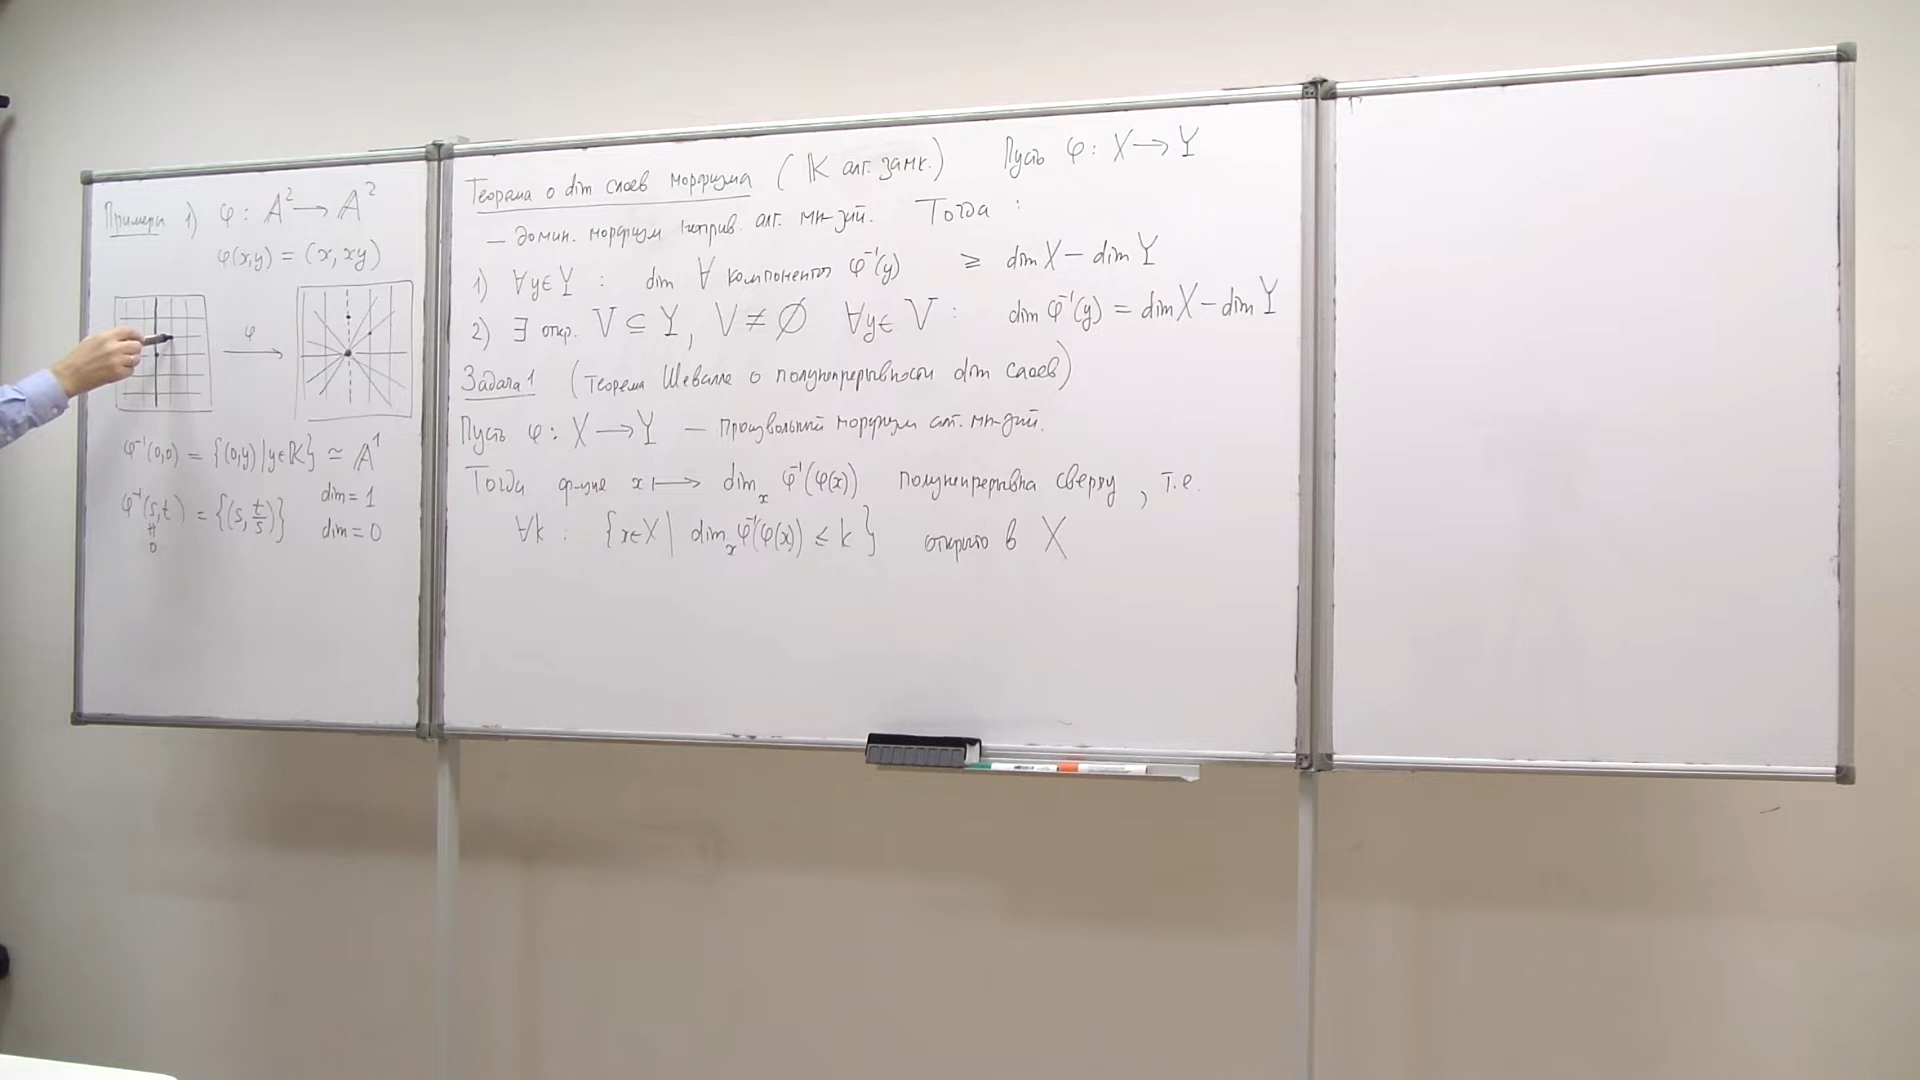 Примеры 1) φ : A² → A²
φ(x,y) = (x, xy)
φ
φ⁻¹(0,0) = {(0,y) | y∈K} ≃ A¹
dim = 1
φ⁻¹(s,t) = {(s, t/s)}
dim = 0
≠
0
Теорема о dim слоев морфизма (K алг. замк.) Пусть φ : X → Y
— домин. морфизм неприв. алг. мн-зий. Тогда :
1) ∀y∈Y : dim ∀ компоненты φ⁻¹(y) ≥ dim X − dim Y
2) ∃ откр. V ⊆ Y, V ≠ ∅ ∀y∈ V : dim φ⁻¹(y) = dim X − dim Y
Задача 1 (Теорема Шевалле о полунепрерывности dim слоев)
Пусть φ : X → Y — произвольный морфизм алг. мн-зий.
Тогда ф-ция x ↦ dimₓ φ⁻¹(φ(x)) полунепрерывна сверху, т.е.
∀k : {x∈X | dimₓ φ⁻¹(φ(x)) ≤ k} открыто в X